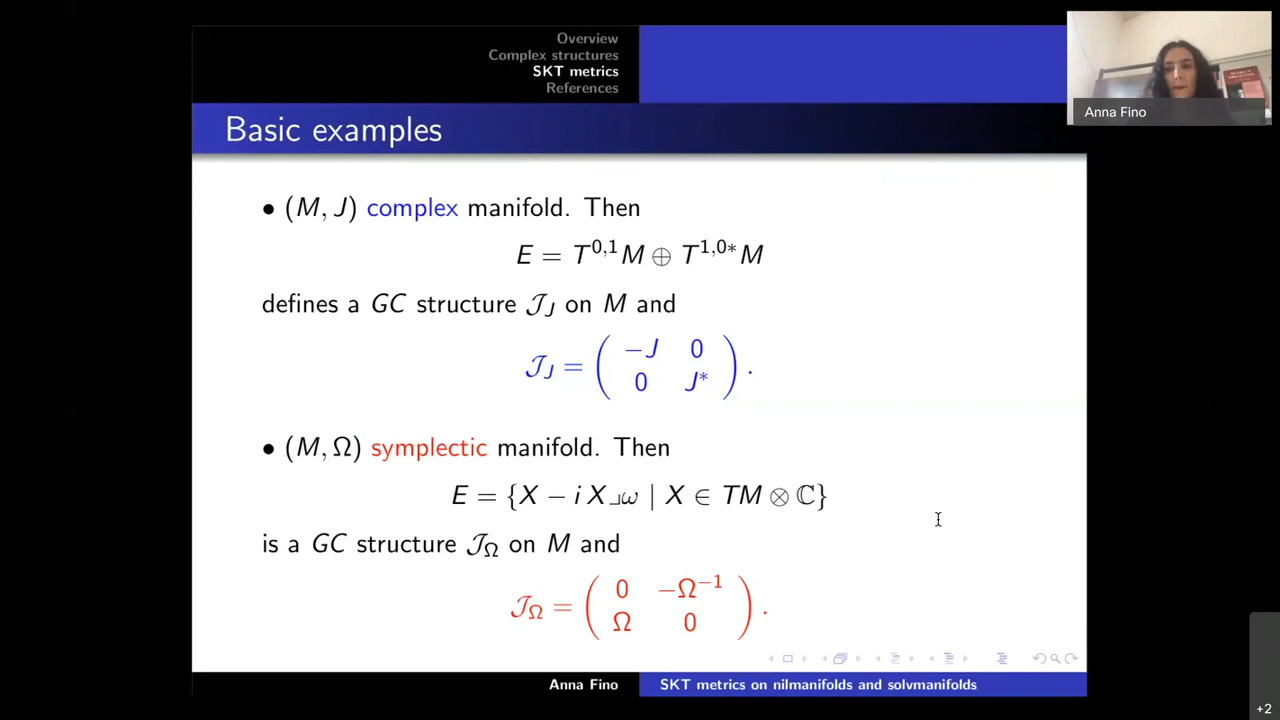 Overview
Complex structures
SKT metrics
References
Anna Fino
Basic examples
• (M, J) complex manifold. Then
E = T^{0,1}M ⊕ T^{1,0*}M
defines a GC structure 𝒥_J on M and
𝒥_J = ( −J 0
0 J* ) .
• (M, Ω) symplectic manifold. Then
E = {X − i X⌟ω | X ∈ TM ⊗ ℂ}
is a GC structure 𝒥_Ω on M and
𝒥_Ω = ( 0 −Ω^{−1}
Ω 0 ) .
Anna Fino SKT metrics on nilmanifolds and solvmanifolds
+2